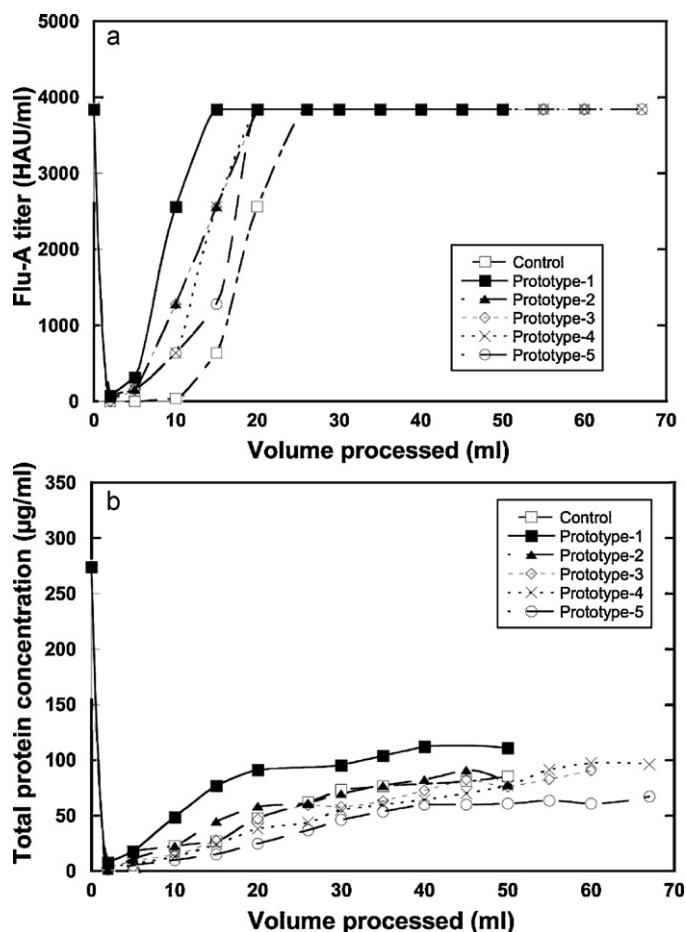 a
5000
4000
3000
2000
1000
0
Flu-A titer (HAU/ml)
Control
Prototype-1
Prototype-2
Prototype-3
Prototype-4
Prototype-5
0 10 20 30 40 50 60 70
Volume processed (ml)
b
350
300
250
200
150
100
50
0
Total protein concentration (µg/ml)
Control
Prototype-1
Prototype-2
Prototype-3
Prototype-4
Prototype-5
0 10 20 30 40 50 60 70
Volume processed (ml)